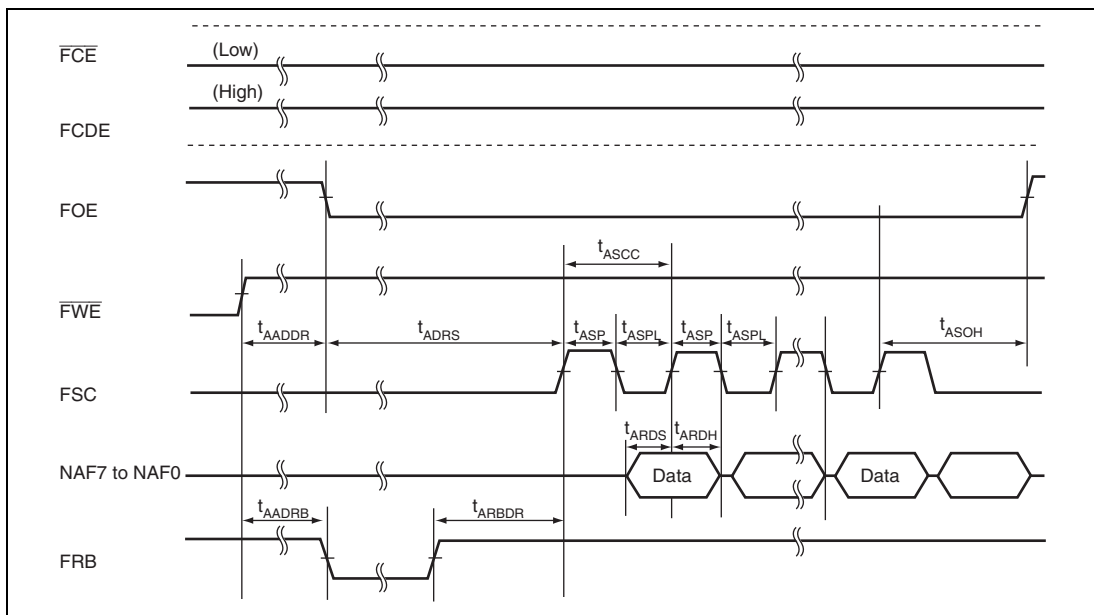 FCE
(Low)
(High)
FCDE
FOE
tASCC
FWE
tAADDR
tADRS
tASP
tASPL
tASP
tASPL
tASOH
FSC
tARDS
tARDH
NAF7 to NAF0
Data
Data
tAADRB
tARBDR
FRB